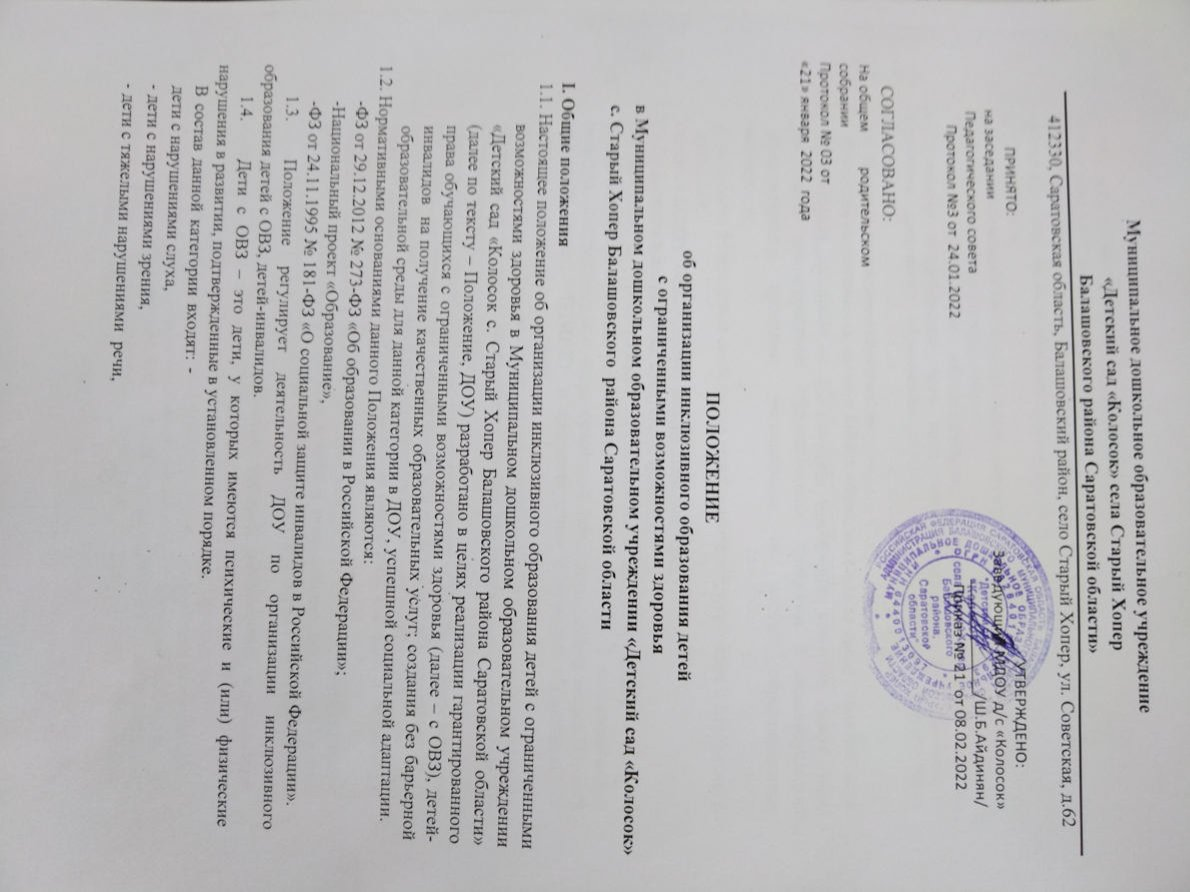 Муниципальное дошкольное образовательное учреждение
«Детский сад «Колосок» села Старый Хопер
Балашовского района Саратовской области»
412330, Саратовская область, Балашовский район, село Старый Хопер, ул. Советская, д.62
ПРИНЯТО:
на заседании
Педагогического совета
Протокол №3 от 24.01.2022
УТВЕРЖДЕНО:
Заведующий МДОУ д/с «Колосок»
/Ш.Б.Айдинян/
Приказ № 21 от 08.02.2022
СОГЛАСОВАНО:
На общем родительском
собрании
Протокол № 03 от
«21» января 2022 года
ПОЛОЖЕНИЕ
об организации инклюзивного образования детей
с ограниченными возможностями здоровья
в Муниципальном дошкольном образовательном учреждении «Детский сад «Колосок»
с. Старый Хопер Балашовского района Саратовской области
I. Общие положения
1.1. Настоящее положение об организации инклюзивного образования детей с ограниченными
возможностями здоровья в Муниципальном дошкольном образовательном учреждении
«Детский сад «Колосок с. Старый Хопер Балашовского района Саратовской области»
(далее по тексту – Положение, ДОУ) разработано в целях реализации гарантированного
права обучающихся с ограниченными возможностями здоровья (далее – с ОВЗ), детей-
инвалидов на получение качественных образовательных услуг; создания без барьерной
образовательной среды для данной категории в ДОУ, успешной социальной адаптации.
1.2. Нормативными основаниями данного Положения являются:
-ФЗ от 29.12.2012 № 273-ФЗ «Об образовании в Российской Федерации»;
-Национальный проект «Образование»,
-ФЗ от 24.11.1995 № 181-ФЗ «О социальной защите инвалидов в Российской Федерации».
1.3. Положение регулирует деятельность ДОУ по организации инклюзивного
образования детей с ОВЗ, детей-инвалидов.
1.4. Дети с ОВЗ – это дети, у которых имеются психические и (или) физические
нарушения в развитии, подтвержденные в установленном порядке.
В состав данной категории входят: -
дети с нарушениями слуха,
- дети с нарушениями зрения,
- дети с тяжелыми нарушениями речи,